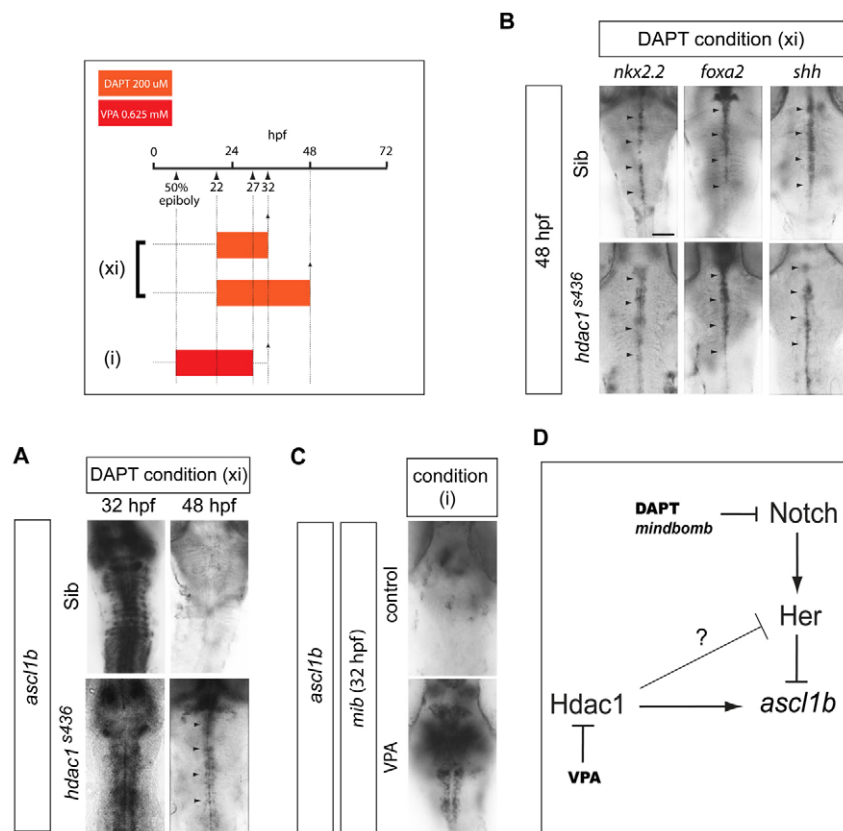 DAPT 200 uM
VPA 0.625 mM
hpf
0 24 48 72
50% epiboly
22 27 32
(xi)
(i)
B
DAPT condition (xi)
nkx2.2 foxa2 shh
48 hpf
Sib
hdac1 s436
A
DAPT condition (xi)
32 hpf 48 hpf
ascl1b
Sib
hdac1 s436
C
condition
(i)
ascl1b
mib (32 hpf)
control
VPA
D
DAPT
mindbomb
Notch
?
Her
Hdac1
ascl1b
VPA